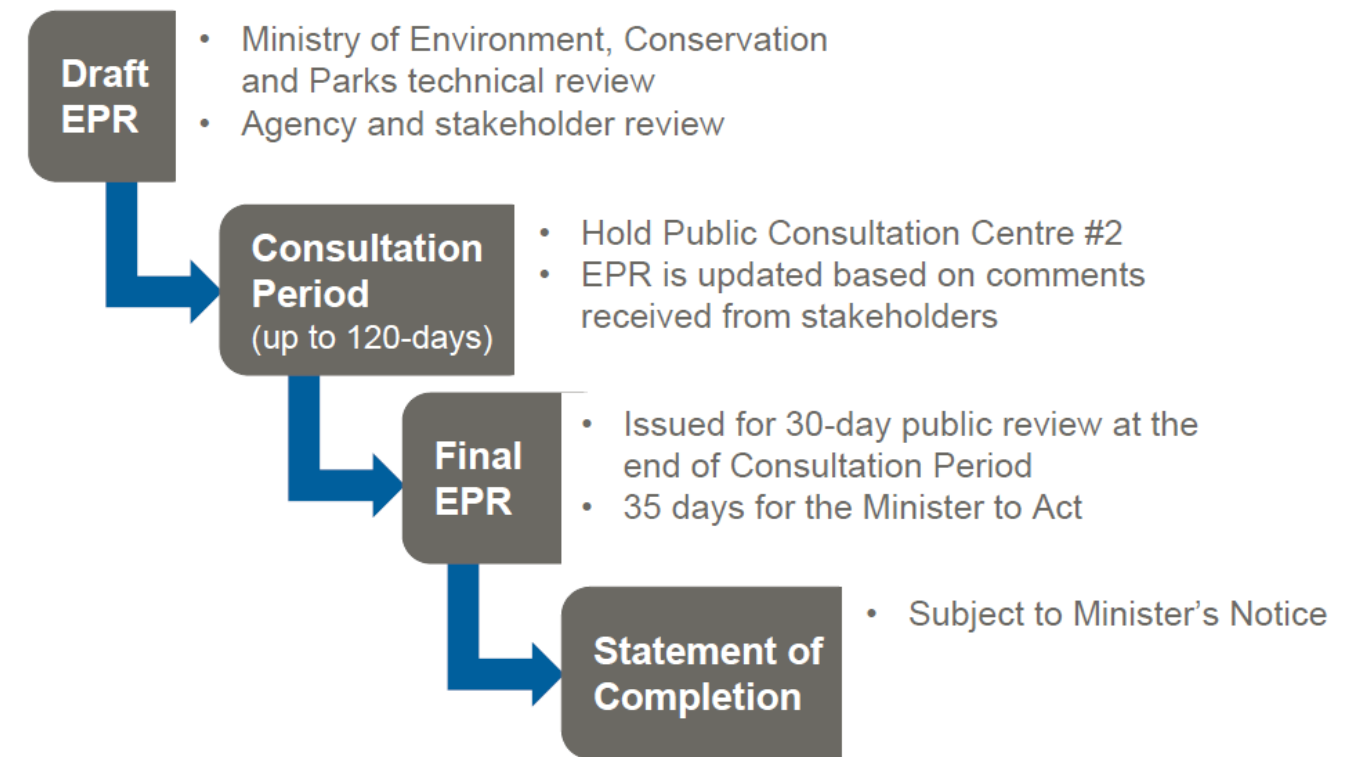 Draft
EPR
• Ministry of Environment, Conservation
and Parks technical review
• Agency and stakeholder review
Consultation
Period
(up to 120-days)
• Hold Public Consultation Centre #2
• EPR is updated based on comments
received from stakeholders
Final
EPR
• Issued for 30-day public review at the
end of Consultation Period
• 35 days for the Minister to Act
Statement of
Completion
• Subject to Minister’s Notice